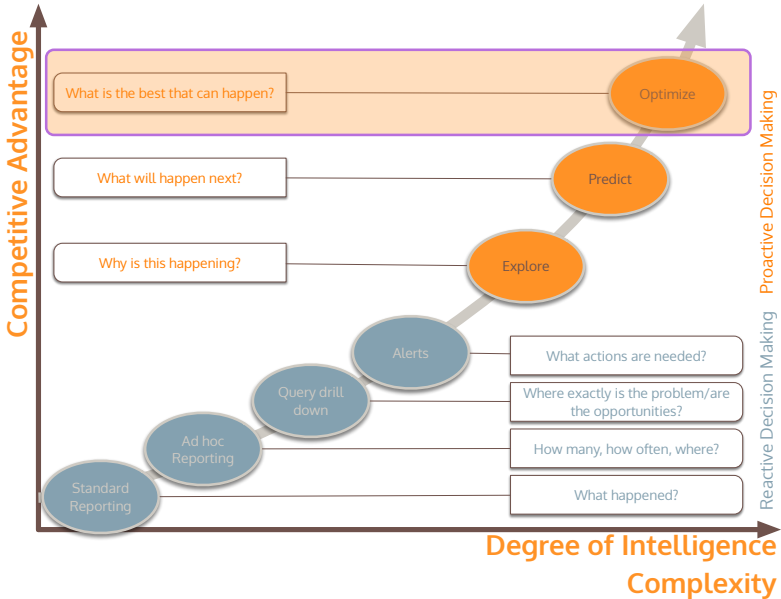 Competitive Advantage
What is the best that can happen?
Optimize
What will happen next?
Predict
Why is this happening?
Explore
Proactive Decision Making
Alerts
What actions are needed?
Query drill
down
Where exactly is the problem/are
the opportunities?
Ad hoc
Reporting
How many, how often, where?
Standard
Reporting
What happened?
Reactive Decision Making
Degree of Intelligence
Complexity